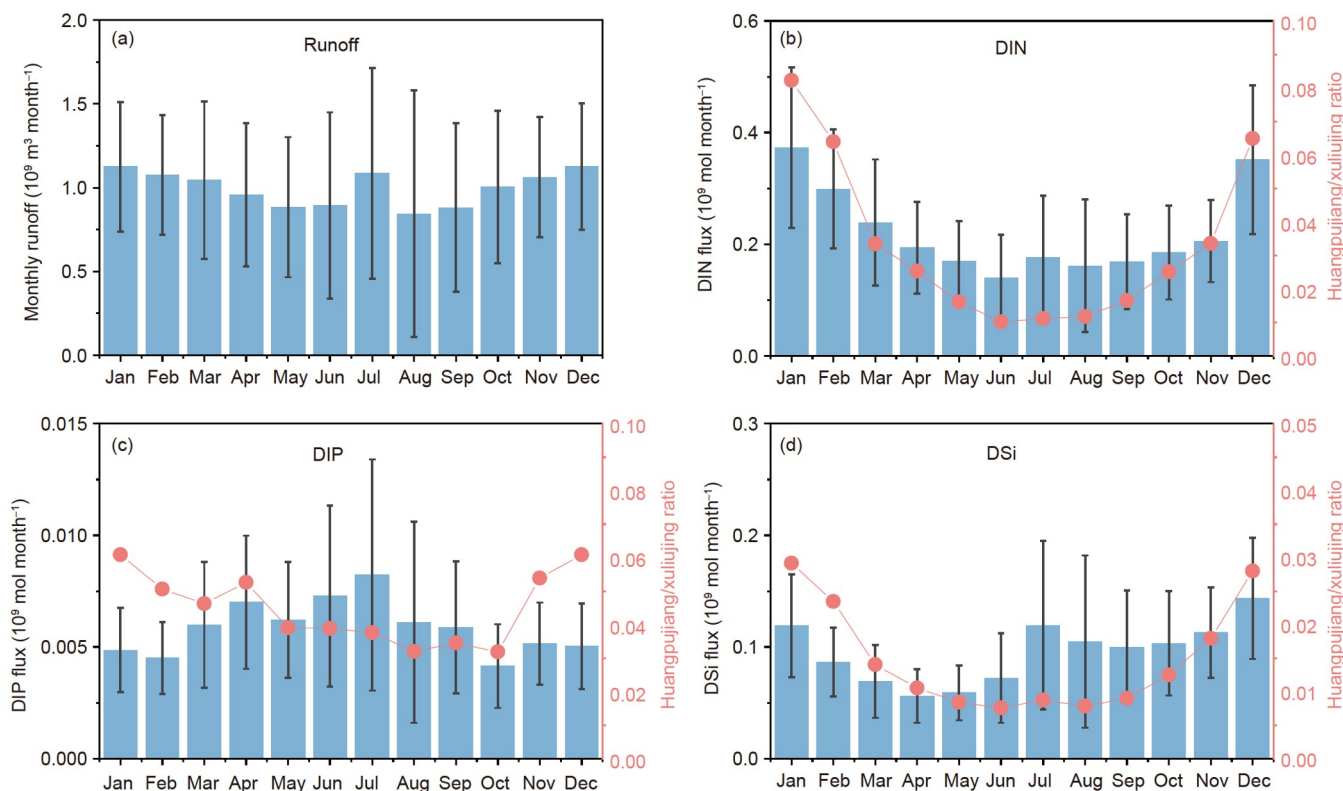 (a)
Runoff
Monthly runoff (10⁹ m³ month⁻¹)
2.0
1.5
1.0
0.5
0.0
Jan Feb Mar Apr May Jun Jul Aug Sep Oct Nov Dec
(b)
DIN
DIN flux (10⁹ mol month⁻¹)
0.6
0.4
0.2
0.0
Jan Feb Mar Apr May Jun Jul Aug Sep Oct Nov Dec
0.10
0.08
0.06
0.04
0.02
0.00
Huangpujiang/xuliujing ratio
(c)
DIP
DIP flux (10⁹ mol month⁻¹)
0.015
0.010
0.005
0.000
Jan Feb Mar Apr May Jun Jul Aug Sep Oct Nov Dec
0.10
0.08
0.06
0.04
0.02
0.00
Huangpujiang/xuliujing ratio
(d)
DSi
DSi flux (10⁹ mol month⁻¹)
0.3
0.2
0.1
0.0
Jan Feb Mar Apr May Jun Jul Aug Sep Oct Nov Dec
0.05
0.04
0.03
0.02
0.01
0.00
Huangpujiang/xuliujing ratio